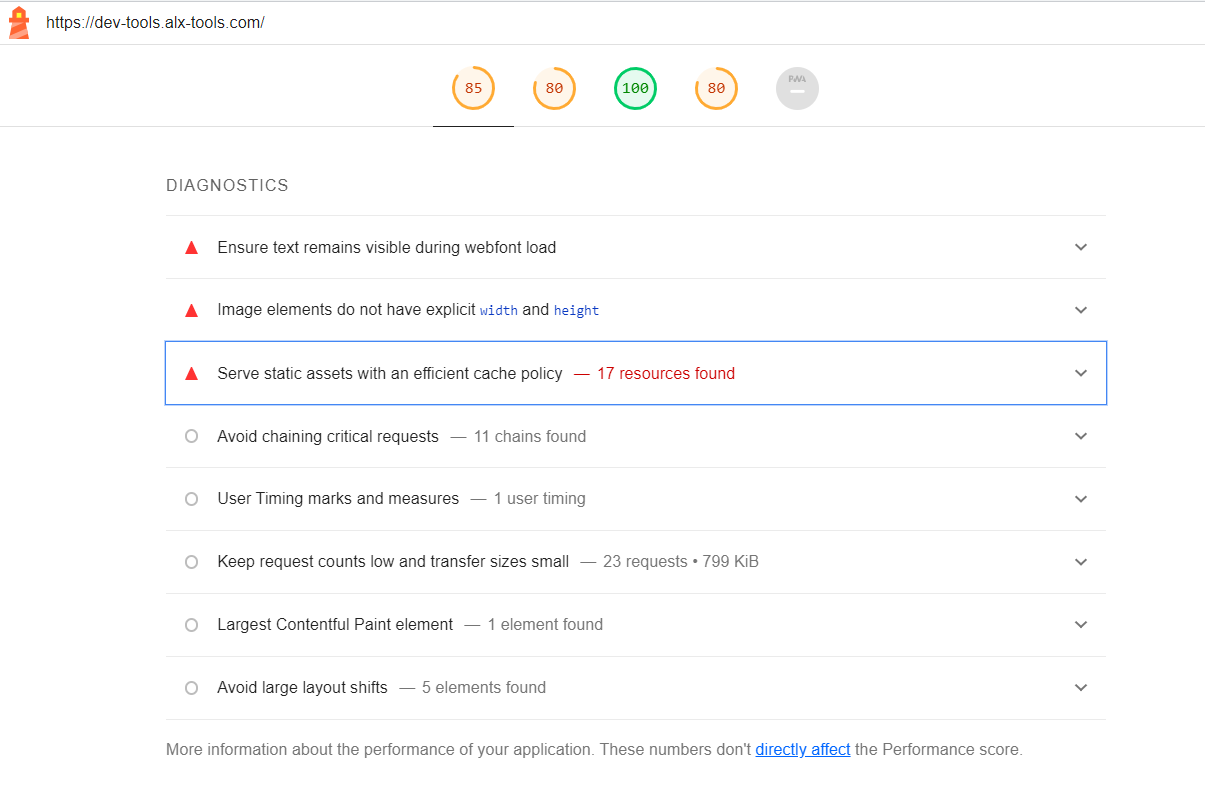 https://dev-tools.alx-tools.com/
85 80 100 80 PWA
DIAGNOSTICS
Ensure text remains visible during webfont load
Image elements do not have explicit width and height
Serve static assets with an efficient cache policy — 17 resources found
Avoid chaining critical requests — 11 chains found
User Timing marks and measures — 1 user timing
Keep request counts low and transfer sizes small — 23 requests • 799 KiB
Largest Contentful Paint element — 1 element found
Avoid large layout shifts — 5 elements found
More information about the performance of your application. These numbers don't directly affect the Performance score.